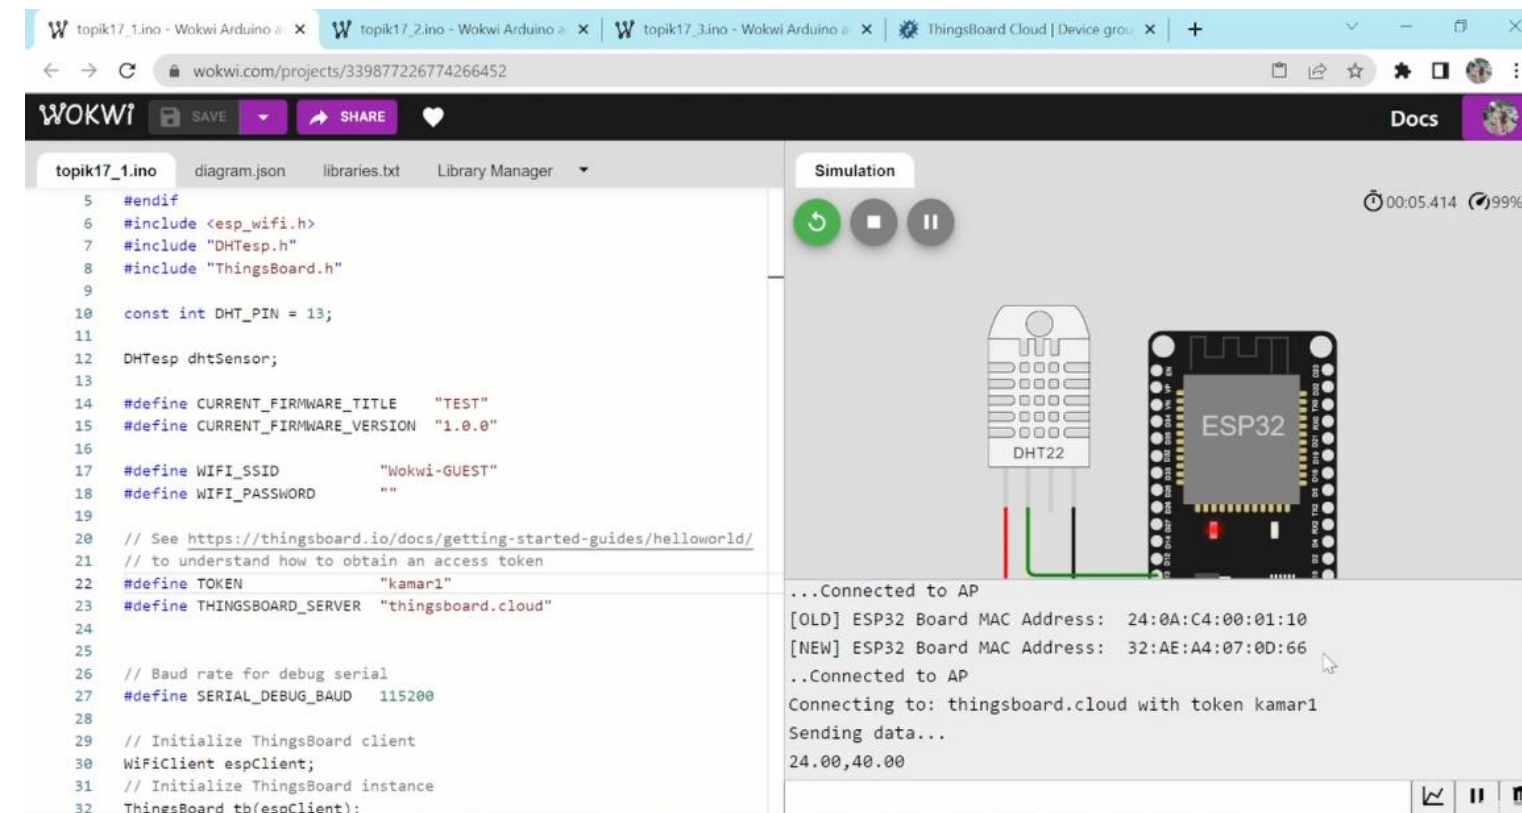 topik17_1.ino - Wokwi Arduino a
topik17_2.ino - Wokwi Arduino a
topik17_3.ino - Wokwi Arduino a
ThingsBoard Cloud | Device grou
wokwi.com/projects/339877226774266452
WOKWi
SAVE
SHARE
Docs
topik17_1.ino
diagram.json
libraries.txt
Library Manager
5 #endif
6 #include <esp_wifi.h>
7 #include "DHTesp.h"
8 #include "ThingsBoard.h"
9
10 const int DHT_PIN = 13;
11
12 DHTesp dhtSensor;
13
14 #define CURRENT_FIRMWARE_TITLE "TEST"
15 #define CURRENT_FIRMWARE_VERSION "1.0.0"
16
17 #define WIFI_SSID "Wokwi-GUEST"
18 #define WIFI_PASSWORD ""
19
20 // See https://thingsboard.io/docs/getting-started-guides/helloworld/
21 // to understand how to obtain an access token
22 #define TOKEN "kamar1"
23 #define THINGSBOARD_SERVER "thingsboard.cloud"
24
25
26 // Baud rate for debug serial
27 #define SERIAL_DEBUG_BAUD 115200
28
29 // Initialize ThingsBoard client
30 WiFiClient espClient;
31 // Initialize ThingsBoard instance
32 ThingsBoard tb(espClient);
Simulation
00:05.414 99%
DHT22
ESP32
...Connected to AP
[OLD] ESP32 Board MAC Address: 24:0A:C4:00:01:10
[NEW] ESP32 Board MAC Address: 32:AE:A4:07:0D:66
..Connected to AP
Connecting to: thingsboard.cloud with token kamar1
Sending data...
24.00,40.00